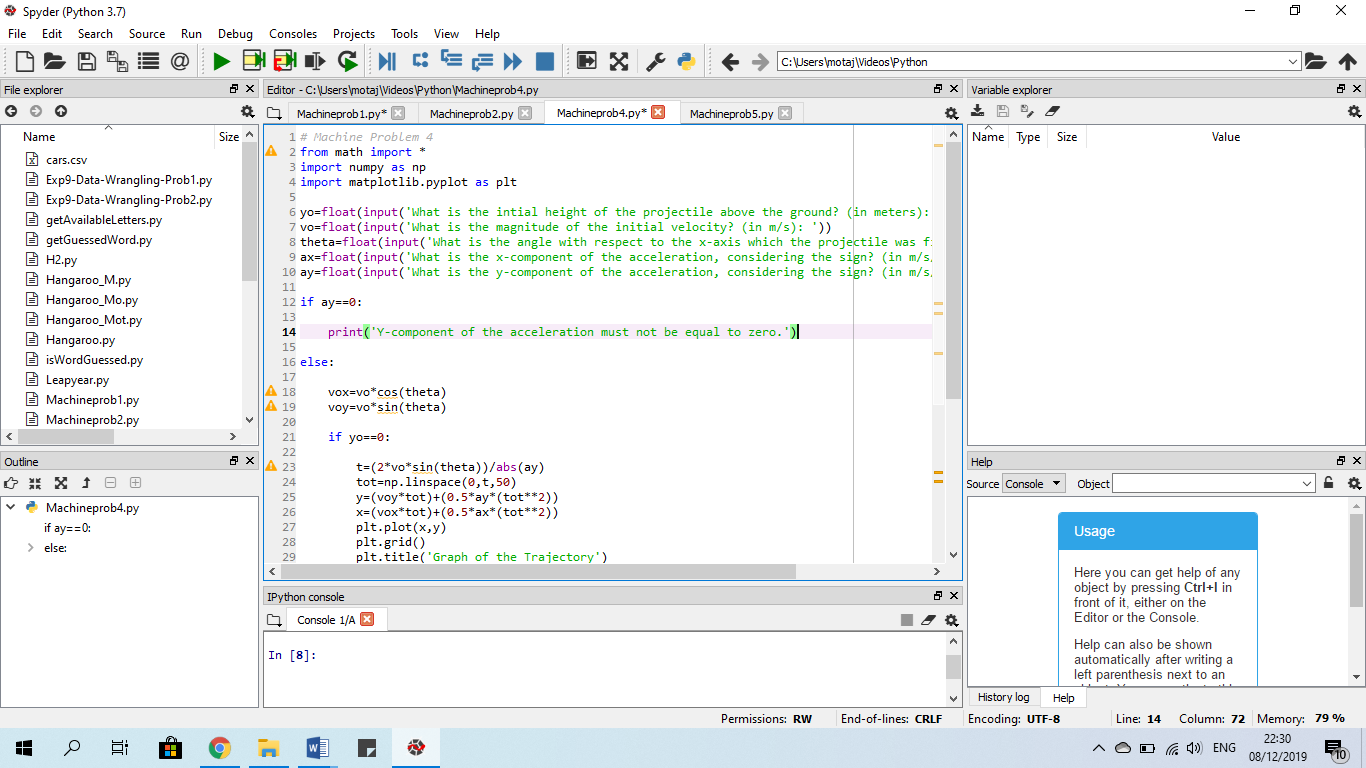 Spyder (Python 3.7)
File Edit Search Source Run Debug Consoles Projects Tools View Help
C:\Users\motaj\Videos\Python
File explorer
Name Size
cars.csv
Exp9-Data-Wrangling-Prob1.py
Exp9-Data-Wrangling-Prob2.py
getAvailableLetters.py
getGuessedWord.py
H2.py
Hangaroo_M.py
Hangaroo_Mo.py
Hangaroo_Mot.py
Hangaroo.py
isWordGuessed.py
Leapyear.py
Machineprob1.py
Machineprob2.py
Outline
Machineprob4.py
if ay==0:
else:
Editor - C:\Users\motaj\Videos\Python\Machineprob4.py
Machineprob1.py* Machineprob2.py Machineprob4.py* Machineprob5.py
1 # Machine Problem 4
2 from math import *
3 import numpy as np
4 import matplotlib.pyplot as plt
5
6 yo=float(input('What is the intial height of the projectile above the ground? (in meters):
7 vo=float(input('What is the magnitude of the initial velocity? (in m/s): '))
8 theta=float(input('What is the angle with respect to the x-axis which the projectile was fi
9 ax=float(input('What is the x-component of the acceleration, considering the sign? (in m/s
10 ay=float(input('What is the y-component of the acceleration, considering the sign? (in m/s
11
12 if ay==0:
13
14 print('Y-component of the acceleration must not be equal to zero.')
15
16 else:
17
18 vox=vo*cos(theta)
19 voy=vo*sin(theta)
20
21 if yo==0:
22
23 t=(2*vo*sin(theta))/abs(ay)
24 tot=np.linspace(0,t,50)
25 y=(voy*tot)+(0.5*ay*(tot**2))
26 x=(vox*tot)+(0.5*ax*(tot**2))
27 plt.plot(x,y)
28 plt.grid()
29 plt.title('Graph of the Trajectory')
IPython console
Console 1/A
In [8]:
Variable explorer
Name Type Size Value
Help
Source Console Object
Usage
Here you can get help of any
object by pressing Ctrl+I in
front of it, either on the
Editor or the Console.
Help can also be shown
automatically after writing a
left parenthesis next to an
History log Help
Permissions: RW End-of-lines: CRLF Encoding: UTF-8 Line: 14 Column: 72 Memory: 79 %
ENG
22:30
08/12/2019
10